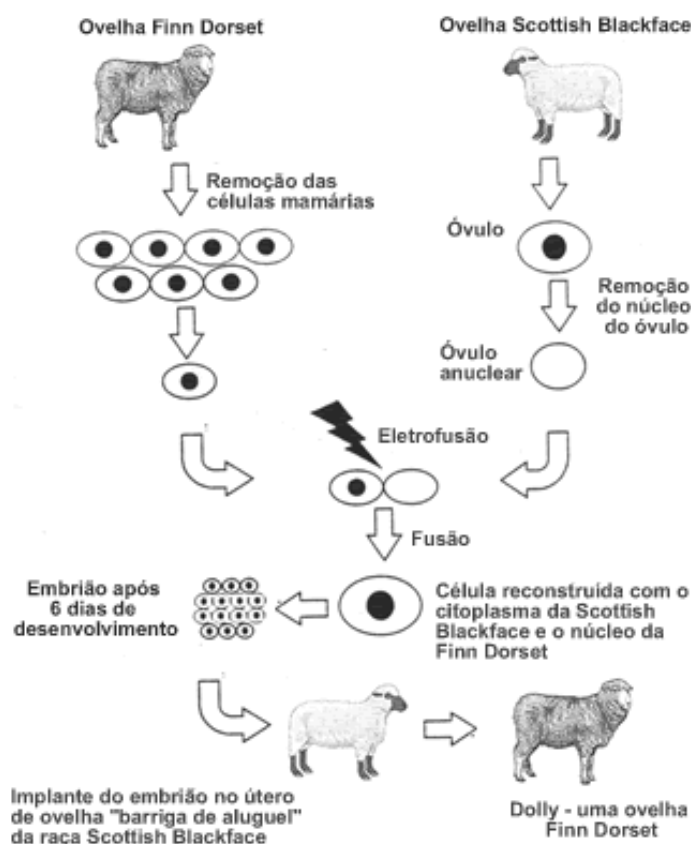 Ovelha Finn Dorset
Ovelha Scottish Blackface
Remoção das
células mamárias
Óvulo
Remoção
do núcleo
do óvulo
Óvulo
anuclear
Eletrofusão
Fusão
Embrião após
6 dias de
desenvolvimento
Célula reconstruída com o
citoplasma da Scottish
Blackface e o núcleo da
Finn Dorset
Implante do embrião no útero
de ovelha "barriga de aluguel"
da raça Scottish Blackface
Dolly - uma ovelha
Finn Dorset